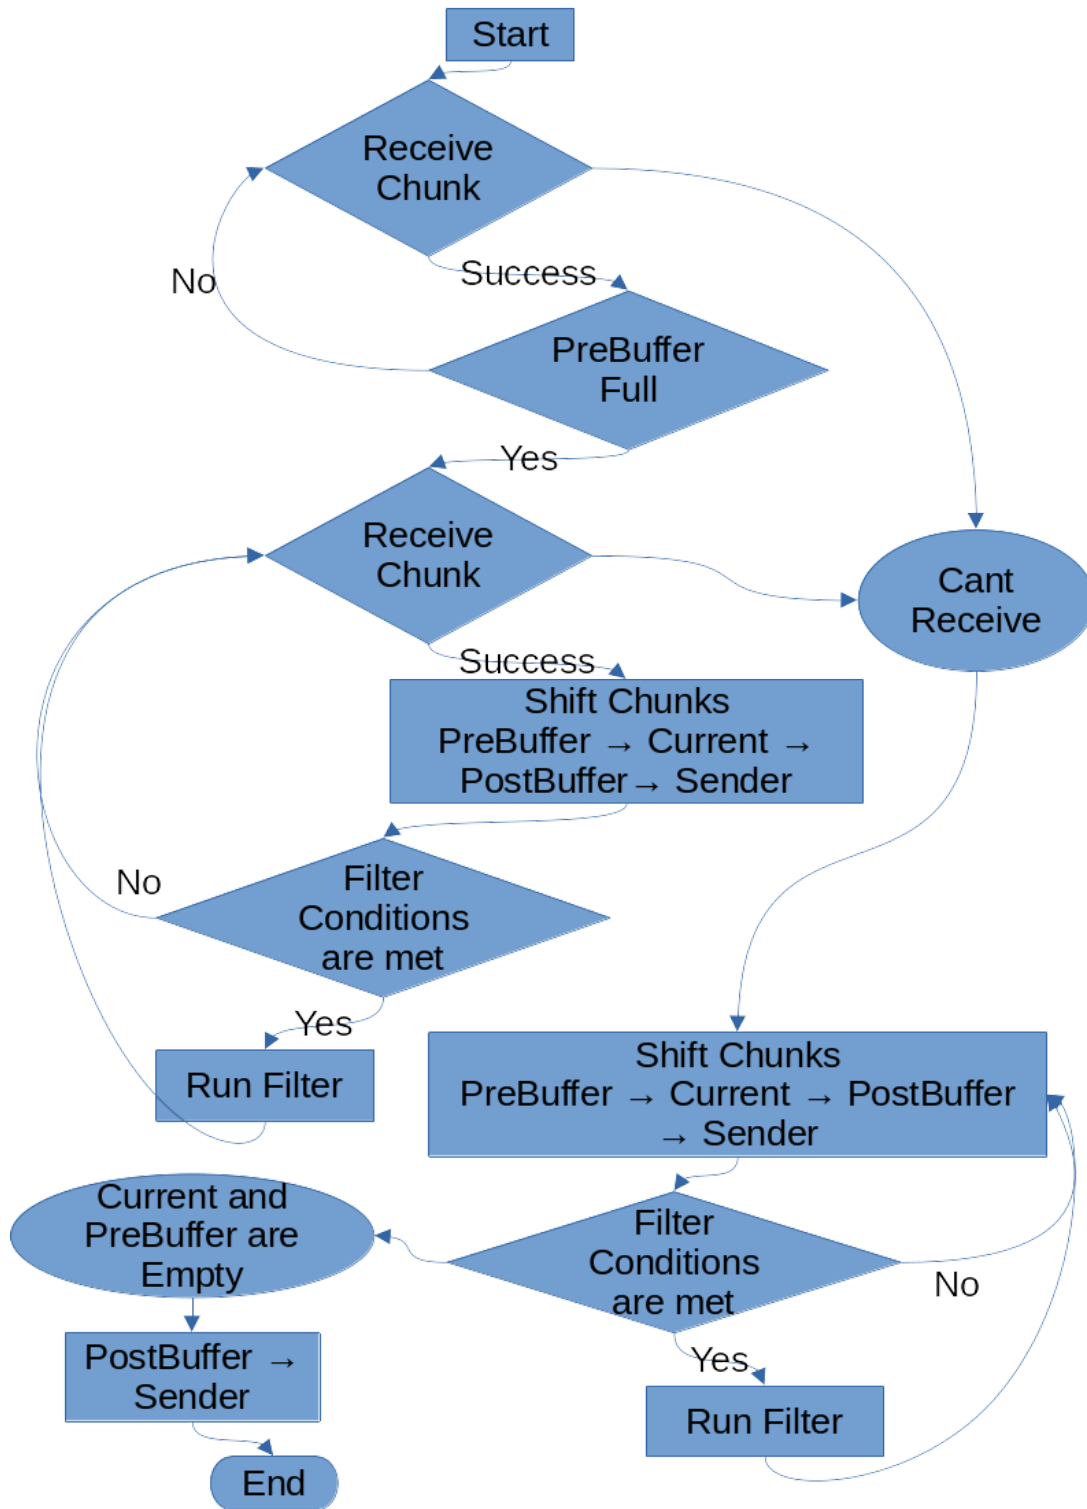 Start
Receive
Chunk
No
Success
PreBuffer
Full
Yes
Receive
Chunk
Cant
Receive
Success
Shift Chunks
PreBuffer → Current →
PostBuffer→ Sender
No
Filter
Conditions
are met
Yes
Run Filter
Shift Chunks
PreBuffer → Current → PostBuffer
→ Sender
Current and
PreBuffer are
Empty
Filter
Conditions
are met
No
PostBuffer →
Sender
Yes
Run Filter
End